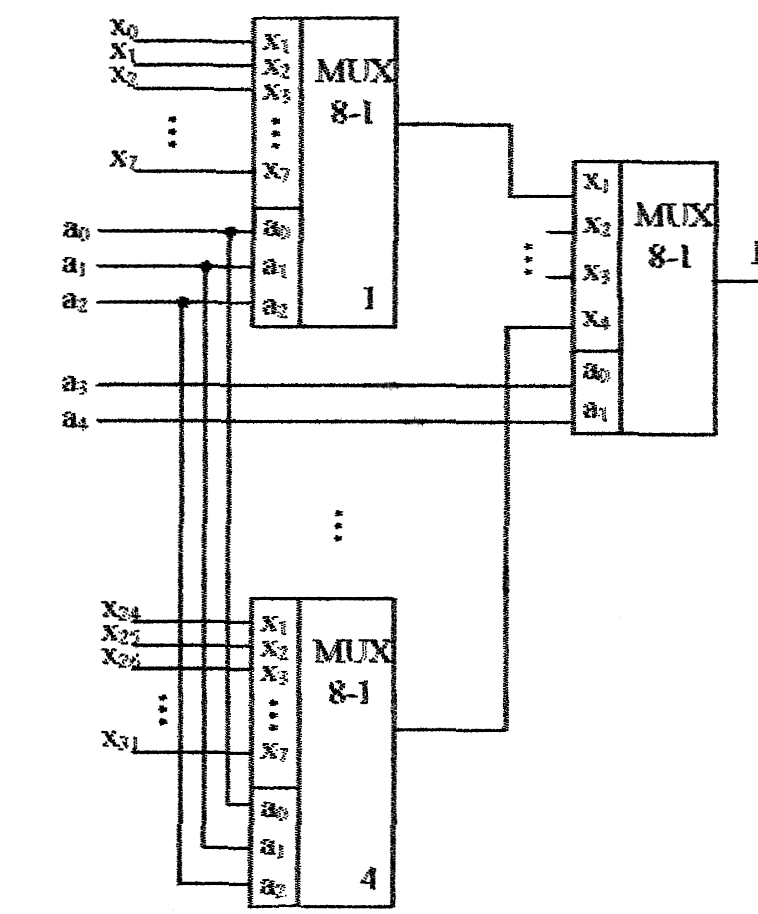 x₀
x₁
x₂
***
x₇
a₀
a₁
a₂
a₃
a₄
x₁
x₂
x₃
***
x₇
a₀
a₁
a₂
MUX
8-1
1
***
x₁
x₂
x₃
x₄
a₀
a₁
MUX
8-1
***
x₂₄
x₂₅
x₂₆
***
x₃₁
x₁
x₂
x₃
***
x₇
a₀
a₁
a₂
MUX
8-1
4